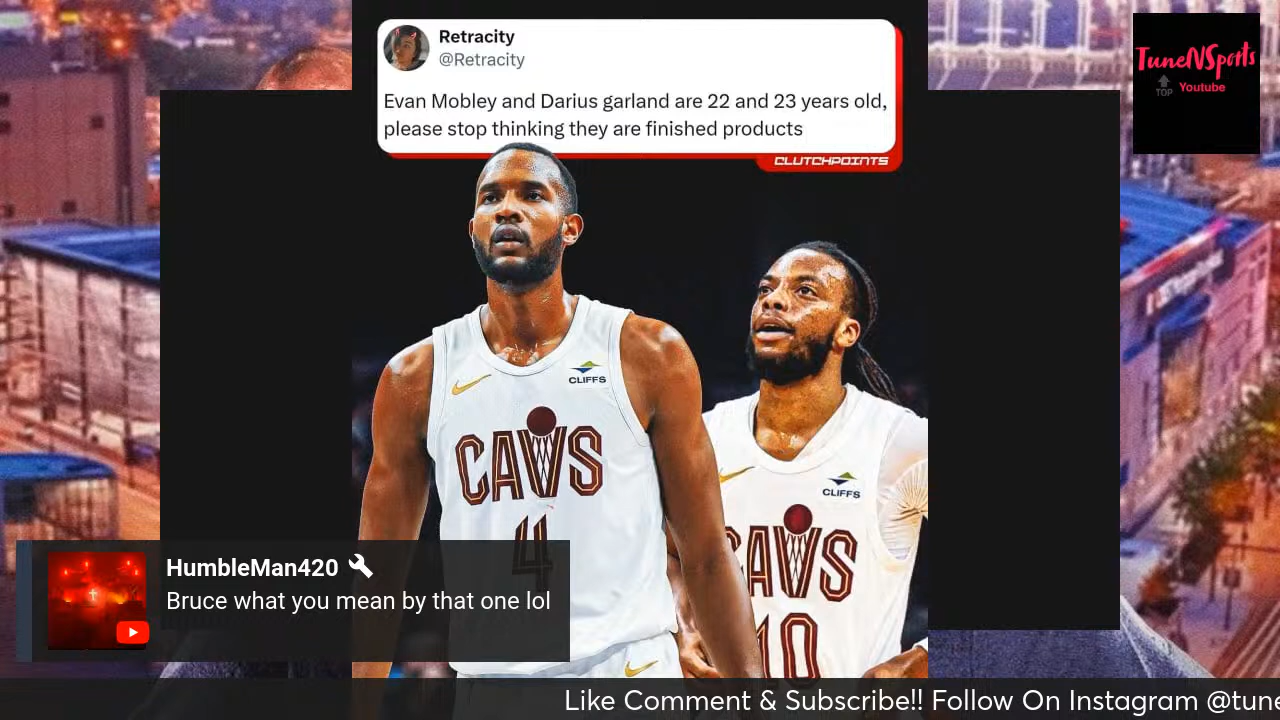 Retracity
@Retracity
Evan Mobley and Darius garland are 22 and 23 years old,
please stop thinking they are finished products
CLUTCHPOINTS
TuneNSports
TOP Youtube
CLIFFS
CAVS
4
CLIFFS
CAVS
10
HumbleMan420
Bruce what you mean by that one lol
Like Comment & Subscribe!! Follow On Instagram @tune